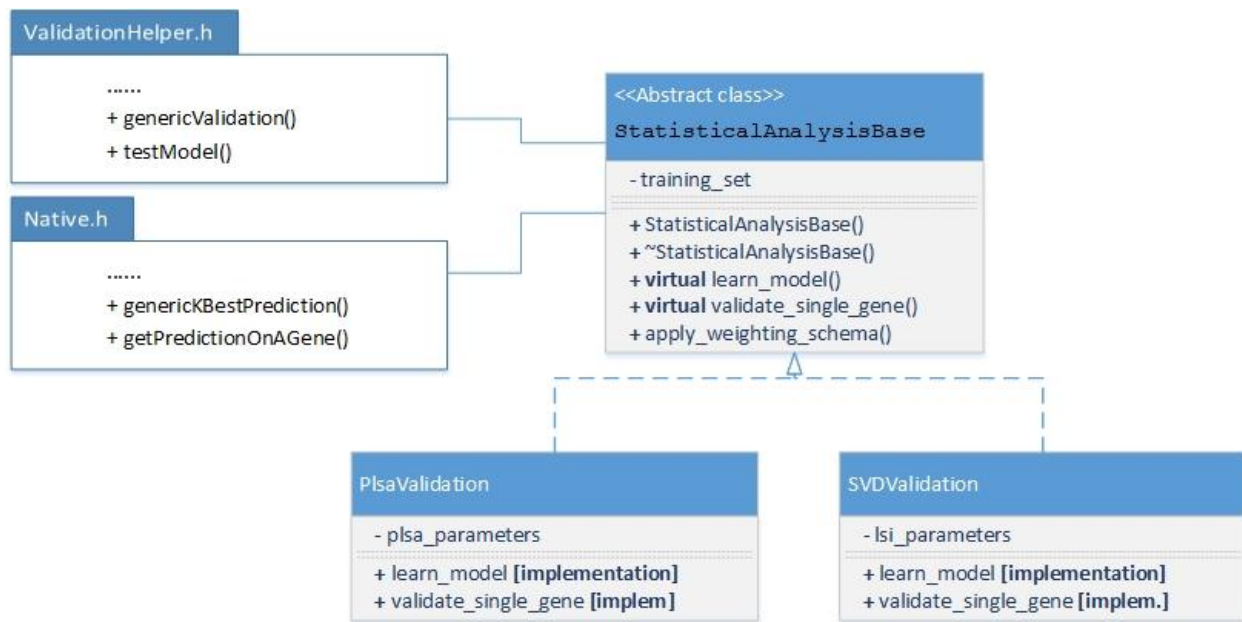 ValidationHelper.h
......
+ genericValidation()
+ testModel()
Native.h
......
+ genericKBestPrediction()
+ getPredictionOnAGene()
<<Abstract class>>
StatisticalAnalysisBase
- training_set
+ StatisticalAnalysisBase()
+ ~StatisticalAnalysisBase()
+ virtual learn_model()
+ virtual validate_single_gene()
+ apply_weighting_schema()
PlsaValidation
- plsa_parameters
+ learn_model [implementation]
+ validate_single_gene [implem]
SVDValidation
- lsi_parameters
+ learn_model [implementation]
+ validate_single_gene [implem.]